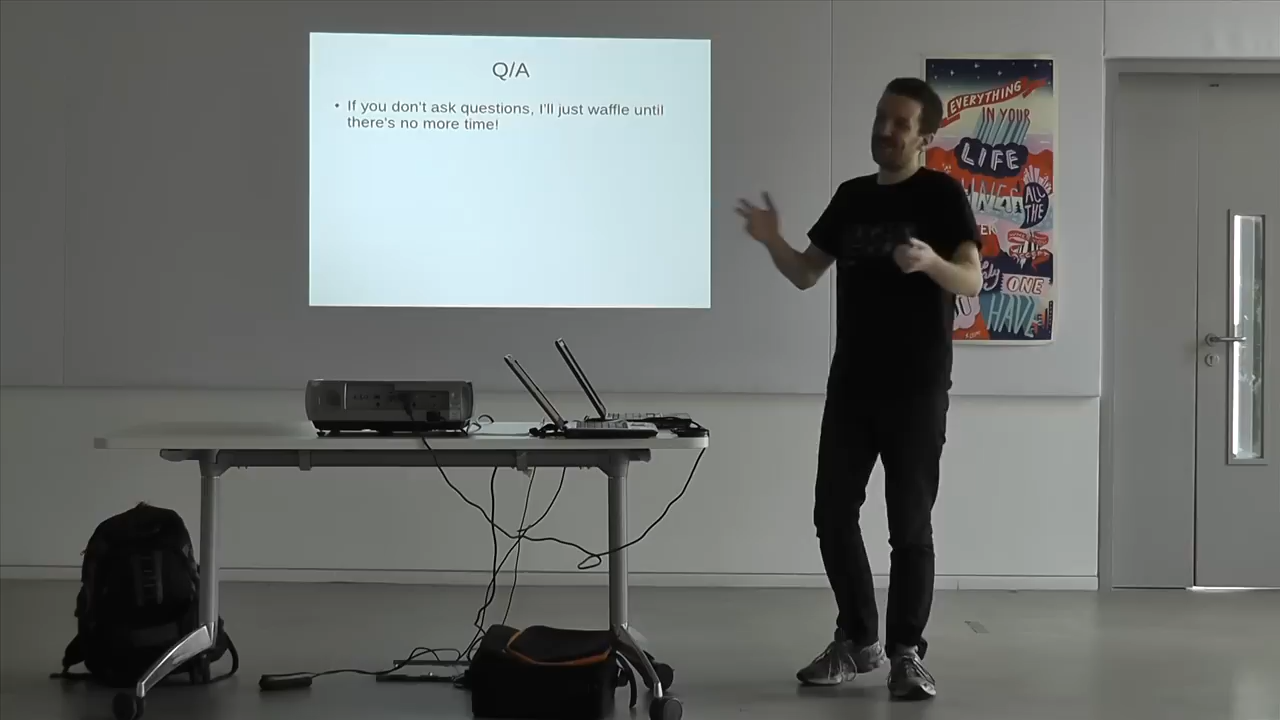 Q/A
• If you don't ask questions, I'll just waffle until
there's no more time!
EVERYTHING
IN YOUR
LIFE
ALL
THE
ONE
HAVE